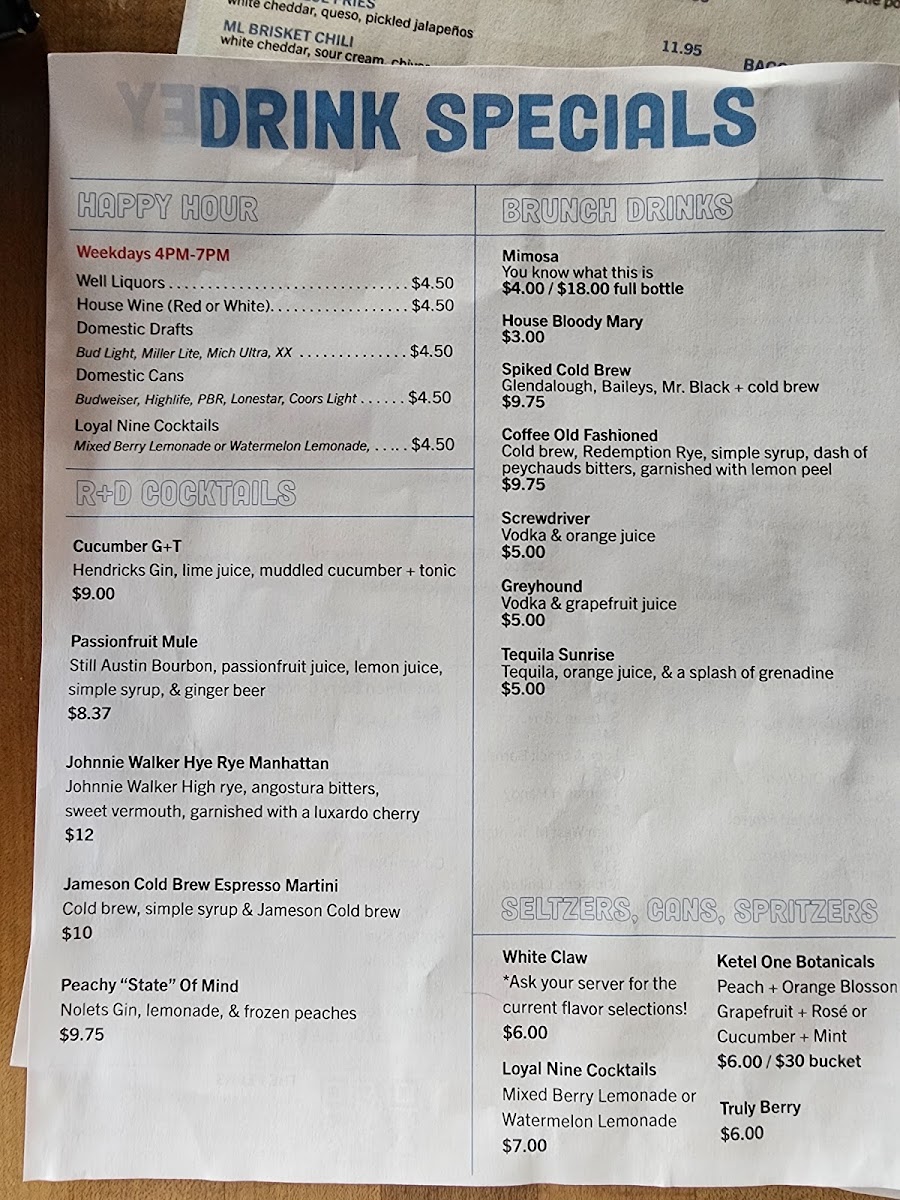 white cheddar, queso, pickled jalapeños
ML BRISKET CHILI
11.95
white cheddar, sour cream,
DRINK SPECIALS
HAPPY HOUR
Weekdays 4PM-7PM
Well Liquors.............................. $4.50
House Wine (Red or White)................. $4.50
Domestic Drafts
Bud Light, Miller Lite, Mich Ultra, XX .............. $4.50
Domestic Cans
Budweiser, Highlife, PBR, Lonestar, Coors Light ...... $4.50
Loyal Nine Cocktails
Mixed Berry Lemonade or Watermelon Lemonade, ..... $4.50
R+D COCKTAILS
Cucumber G+T
Hendricks Gin, lime juice, muddled cucumber + tonic
$9.00
Passionfruit Mule
Still Austin Bourbon, passionfruit juice, lemon juice,
simple syrup, & ginger beer
$8.37
Johnnie Walker Hye Rye Manhattan
Johnnie Walker High rye, angostura bitters,
sweet vermouth, garnished with a luxardo cherry
$12
Jameson Cold Brew Espresso Martini
Cold brew, simple syrup & Jameson Cold brew
$10
Peachy “State” Of Mind
Nolets Gin, lemonade, & frozen peaches
$9.75
BRUNCH DRINKS
Mimosa
You know what this is
$4.00 / $18.00 full bottle
House Bloody Mary
$3.00
Spiked Cold Brew
Glendalough, Baileys, Mr. Black + cold brew
$9.75
Coffee Old Fashioned
Cold brew, Redemption Rye, simple syrup, dash of
peychauds bitters, garnished with lemon peel
$9.75
Screwdriver
Vodka & orange juice
$5.00
Greyhound
Vodka & grapefruit juice
$5.00
Tequila Sunrise
Tequila, orange juice, & a splash of grenadine
$5.00
SELTZERS, CANS, SPRITZERS
White Claw
*Ask your server for the
current flavor selections!
$6.00
Loyal Nine Cocktails
Mixed Berry Lemonade or
Watermelon Lemonade
$7.00
Ketel One Botanicals
Peach + Orange Blosson
Grapefruit + Rosé or
Cucumber + Mint
$6.00 / $30 bucket
Truly Berry
$6.00